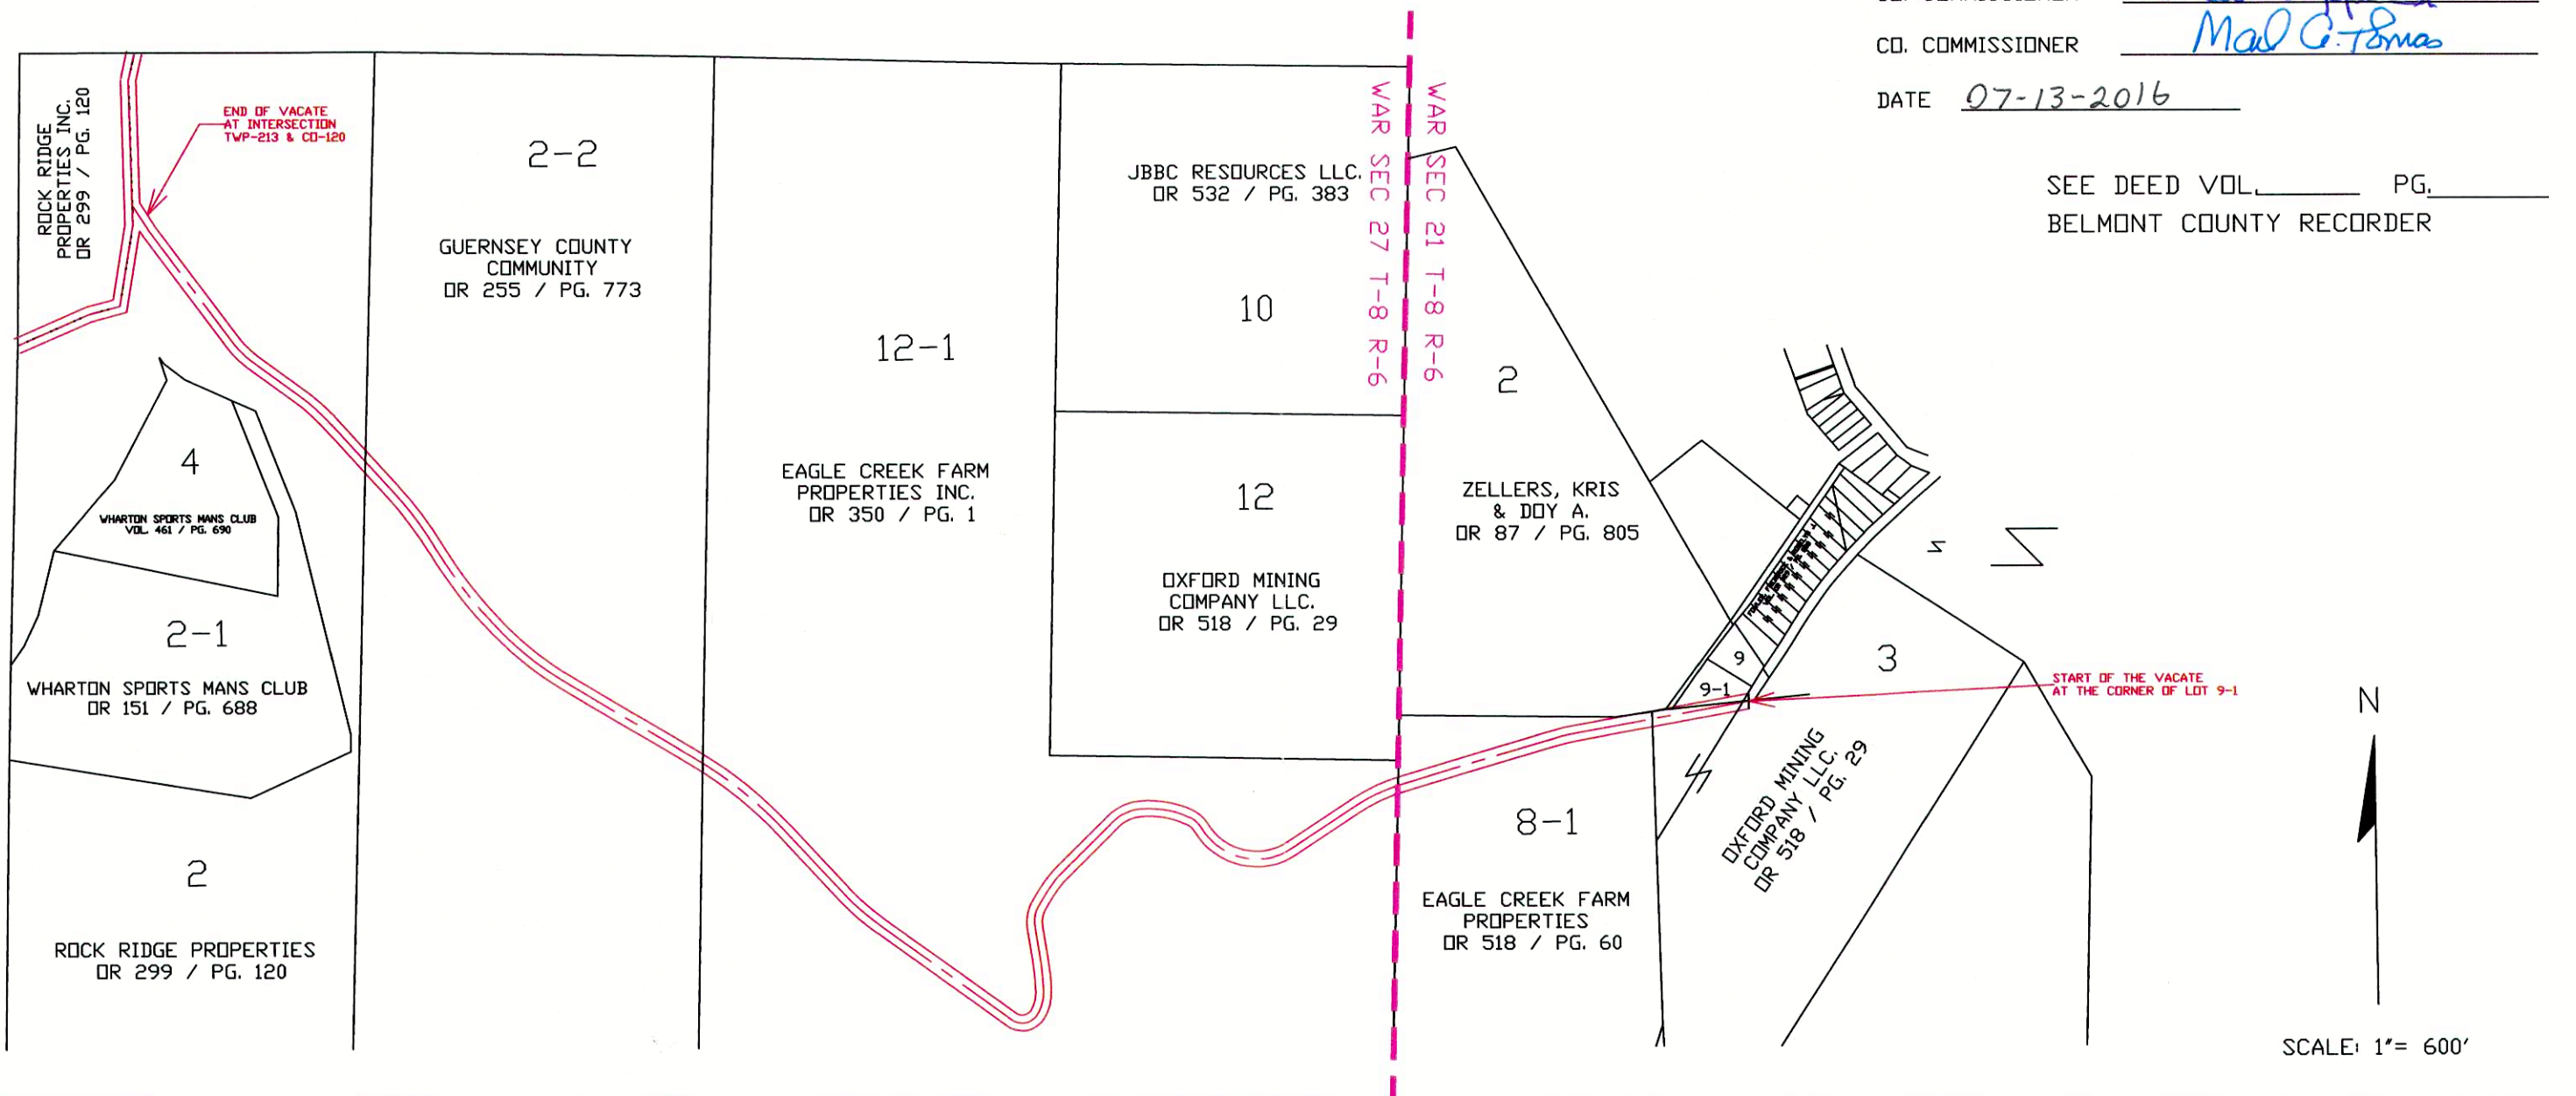 CO. COMMISSIONER
CO. COMMISSIONER
DATE 07-13-2016
SEE DEED VOL. PG.
BELMONT COUNTY RECORDER
ROCK RIDGE
PROPERTIES INC.
OR 299 / PG. 120
END OF VACATE
AT INTERSECTION
TWP-213 & CO-120
2-2
GUERNSEY COUNTY
COMMUNITY
OR 255 / PG. 773
12-1
EAGLE CREEK FARM
PROPERTIES INC.
OR 350 / PG. 1
JBBC RESOURCES LLC.
OR 532 / PG. 383
10
12
OXFORD MINING
COMPANY LLC.
OR 518 / PG. 29
WAR SEC 27 T-8 R-6
WAR SEC 21 T-8 R-6
2
ZELLERS, KRIS
& DOY A.
OR 87 / PG. 805
4
WHARTON SPORTS MANS CLUB
VOL. 461 / PG. 690
2-1
WHARTON SPORTS MANS CLUB
OR 151 / PG. 688
2
ROCK RIDGE PROPERTIES
OR 299 / PG. 120
9
9-1
3
START OF THE VACATE
AT THE CORNER OF LOT 9-1
OXFORD MINING
COMPANY LLC.
OR 518 / PG. 29
8-1
EAGLE CREEK FARM
PROPERTIES
OR 518 / PG. 60
N
SCALE: 1"= 600'